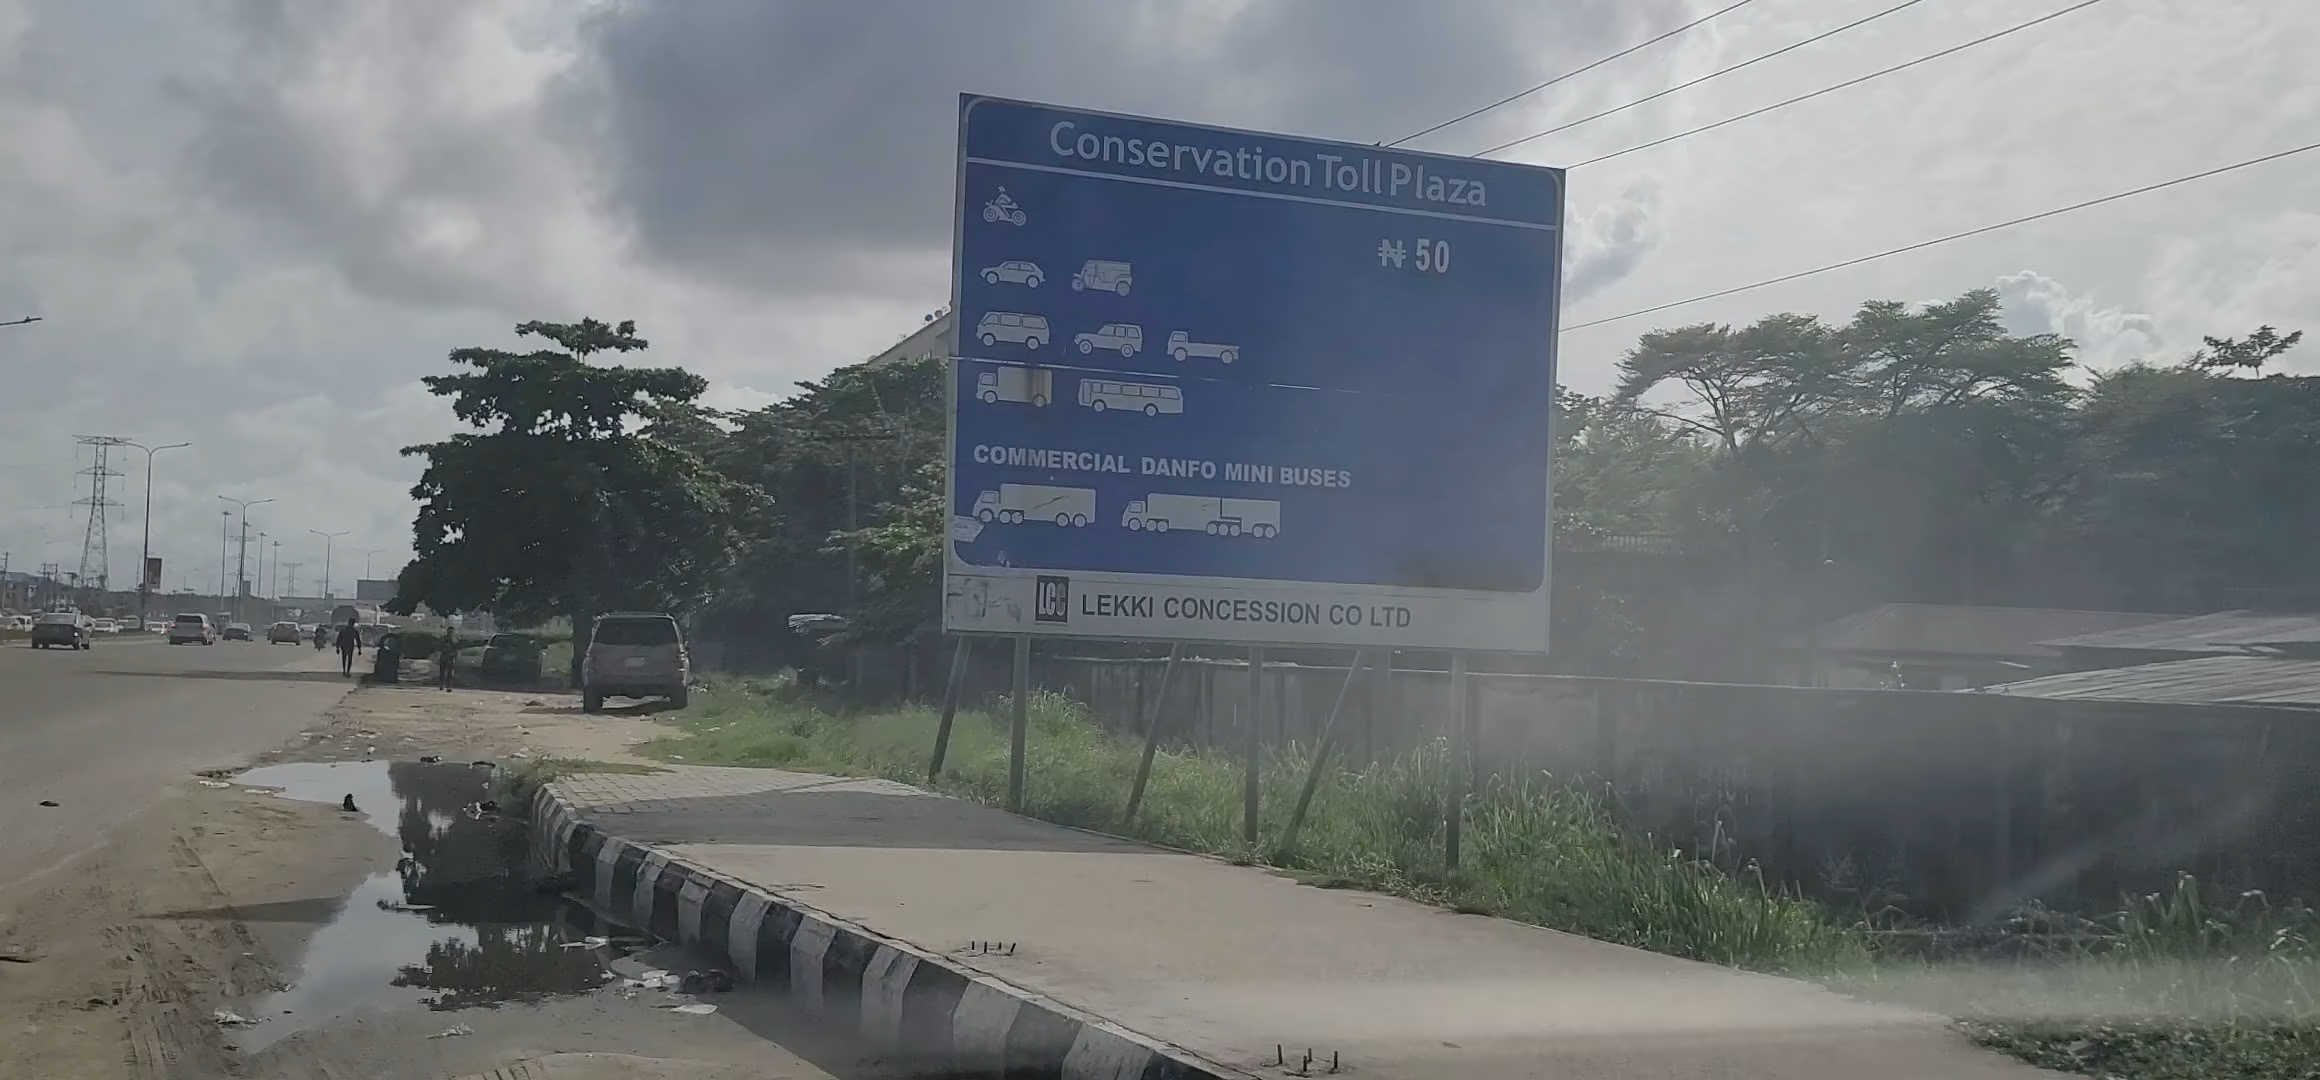 Conservation Toll Plaza
₦ 50
COMMERCIAL DANFO MINI BUSES
LCC LEKKI CONCESSION CO LTD